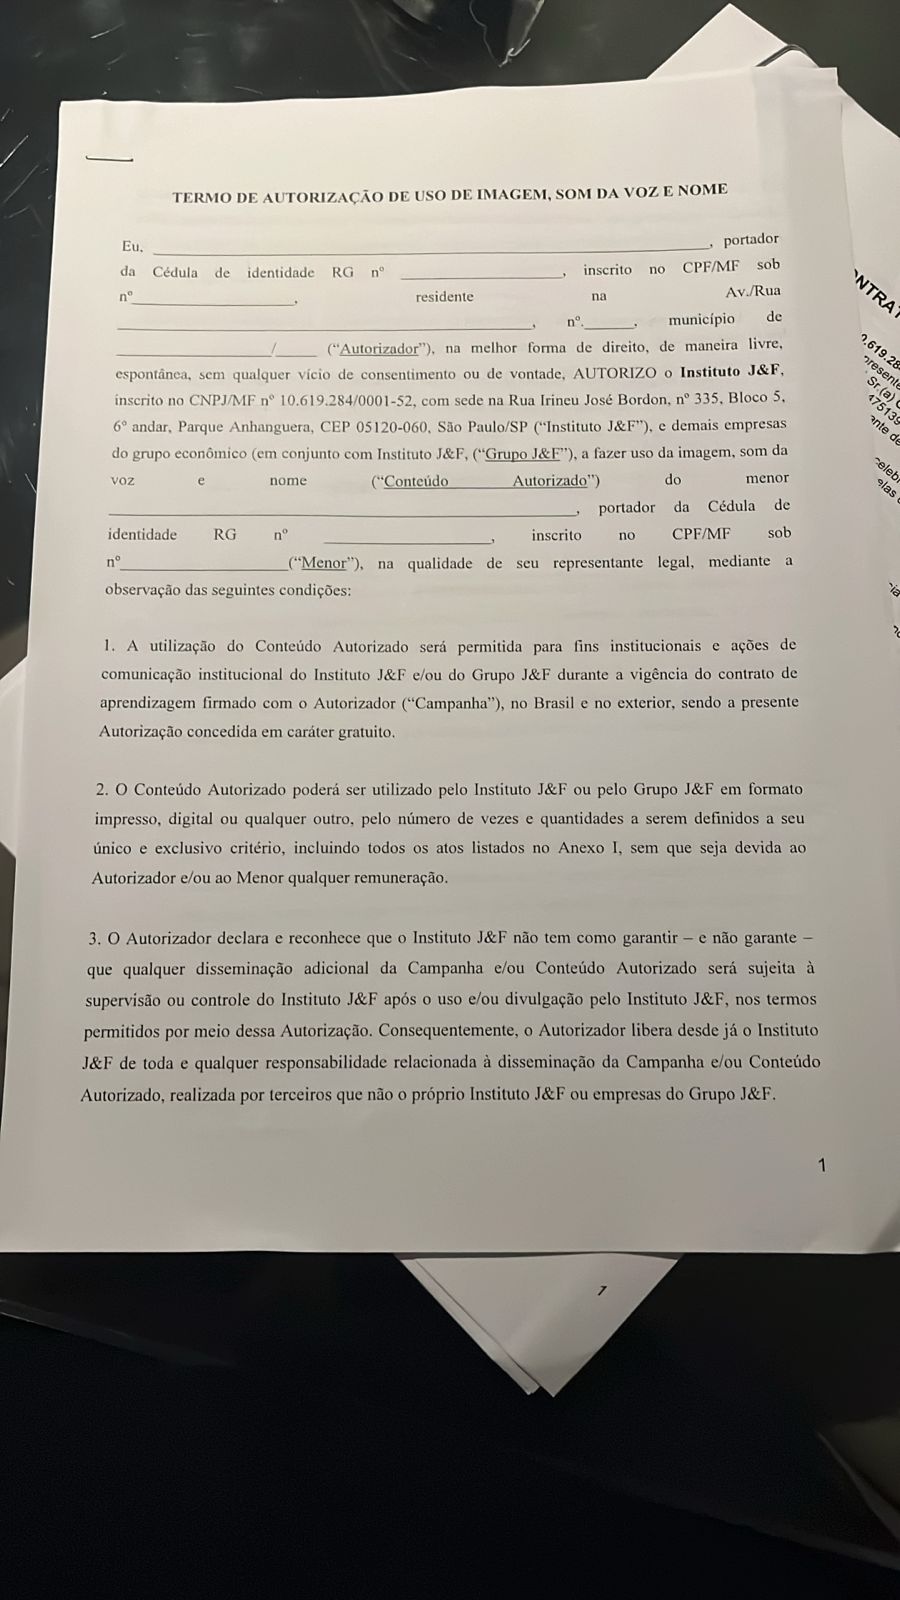 TERMO DE AUTORIZAÇÃO DE USO DE IMAGEM, SOM DA VOZ E NOME
Eu, ______________________________, portador
da Cédula de identidade RG nº __________________, inscrito no CPF/MF sob
nº__________________, residente na Av./Rua
______________________________, nº.______, município de
__________________/_____ (“Autorizador”), na melhor forma de direito, de maneira livre,
espontânea, sem qualquer vício de consentimento ou de vontade, AUTORIZO o Instituto J&F,
inscrito no CNPJ/MF nº 10.619.284/0001-52, com sede na Rua Irineu José Bordon, nº 335, Bloco 5,
6º andar, Parque Anhanguera, CEP 05120-060, São Paulo/SP (“Instituto J&F”), e demais empresas
do grupo econômico (em conjunto com Instituto J&F, (“Grupo J&F”), a fazer uso da imagem, som da
voz e nome (“Conteúdo Autorizado”) do menor
______________________________, portador da Cédula de
identidade RG nº __________________, inscrito no CPF/MF sob
nº__________________(“Menor”), na qualidade de seu representante legal, mediante a
observação das seguintes condições:
1. A utilização do Conteúdo Autorizado será permitida para fins institucionais e ações de
comunicação institucional do Instituto J&F e/ou do Grupo J&F durante a vigência do contrato de
aprendizagem firmado com o Autorizador (“Campanha”), no Brasil e no exterior, sendo a presente
Autorização concedida em caráter gratuito.
2. O Conteúdo Autorizado poderá ser utilizado pelo Instituto J&F ou pelo Grupo J&F em formato
impresso, digital ou qualquer outro, pelo número de vezes e quantidades a serem definidos a seu
único e exclusivo critério, incluindo todos os atos listados no Anexo I, sem que seja devida ao
Autorizador e/ou ao Menor qualquer remuneração.
3. O Autorizador declara e reconhece que o Instituto J&F não tem como garantir – e não garante –
que qualquer disseminação adicional da Campanha e/ou Conteúdo Autorizado será sujeita à
supervisão ou controle do Instituto J&F após o uso e/ou divulgação pelo Instituto J&F, nos termos
permitidos por meio dessa Autorização. Consequentemente, o Autorizador libera desde já o Instituto
J&F de toda e qualquer responsabilidade relacionada à disseminação da Campanha e/ou Conteúdo
Autorizado, realizada por terceiros que não o próprio Instituto J&F ou empresas do Grupo J&F.
1
1